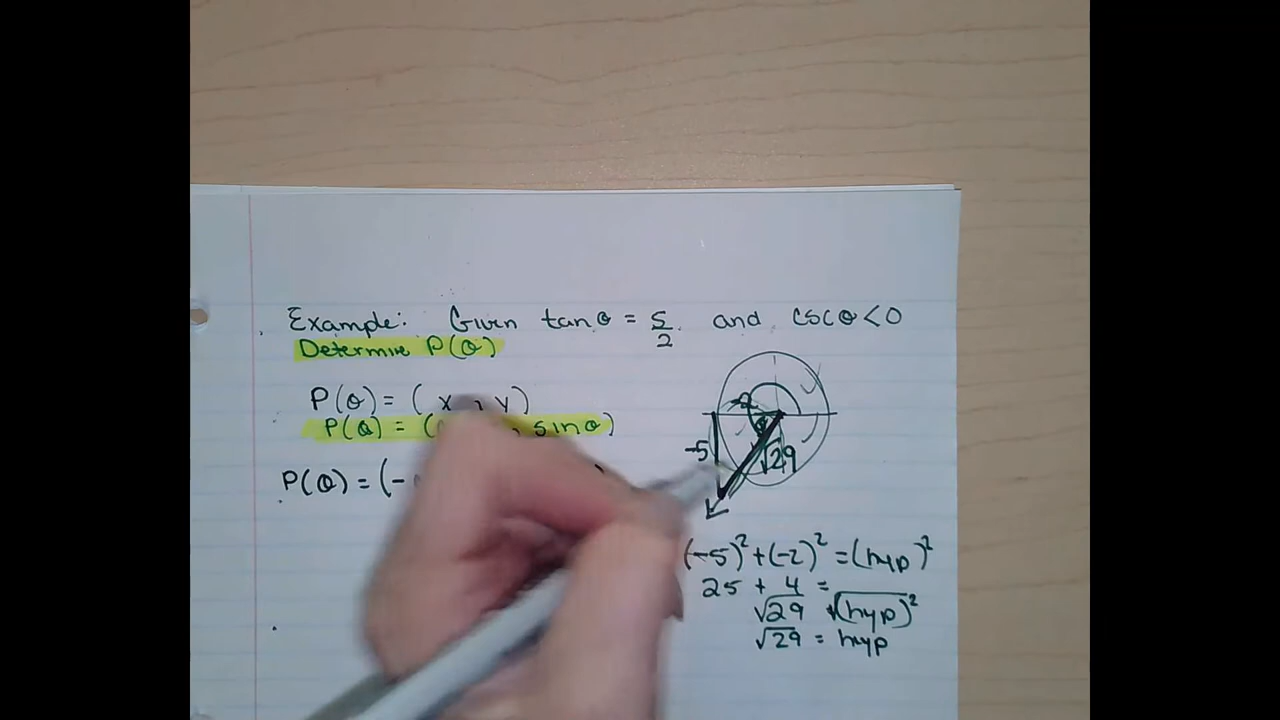 Example: Given tanθ = 5/2 and cscθ<0
Determine P(θ)
P(θ) = ( x , y )
P(θ) = ( , sinθ)
P(θ) = (-
-2
-5
√29
(-5)² + (-2)² = (hyp)²
25 + 4 =
√29 √(hyp)²
√29 = hyp